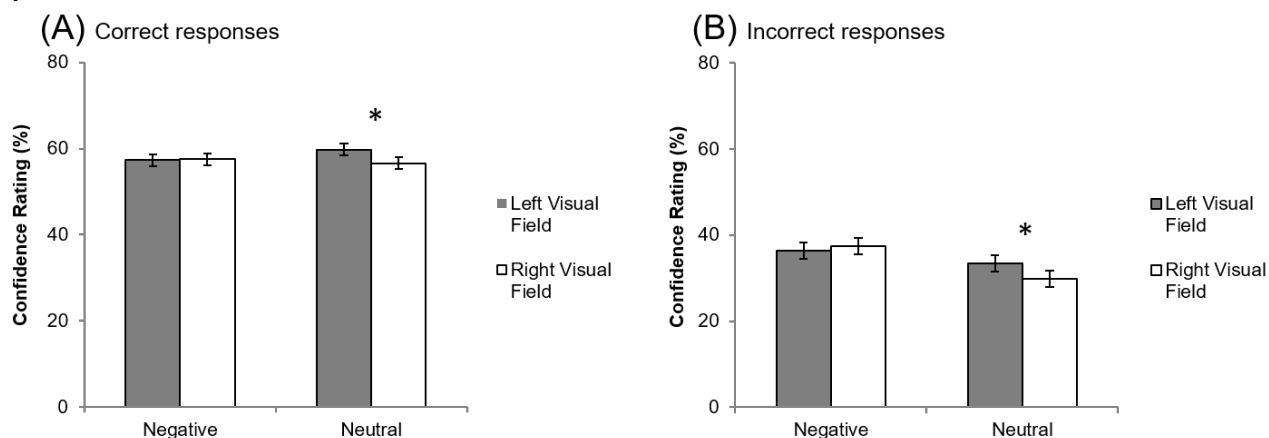 (A) Correct responses
80
60
40
20
0
Confidence Rating (%)
*
Negative
Neutral
Left Visual
Field
Right Visual
Field
(B) Incorrect responses
80
60
40
20
0
Confidence Rating (%)
*
Negative
Neutral
Left Visual
Field
Right Visual
Field